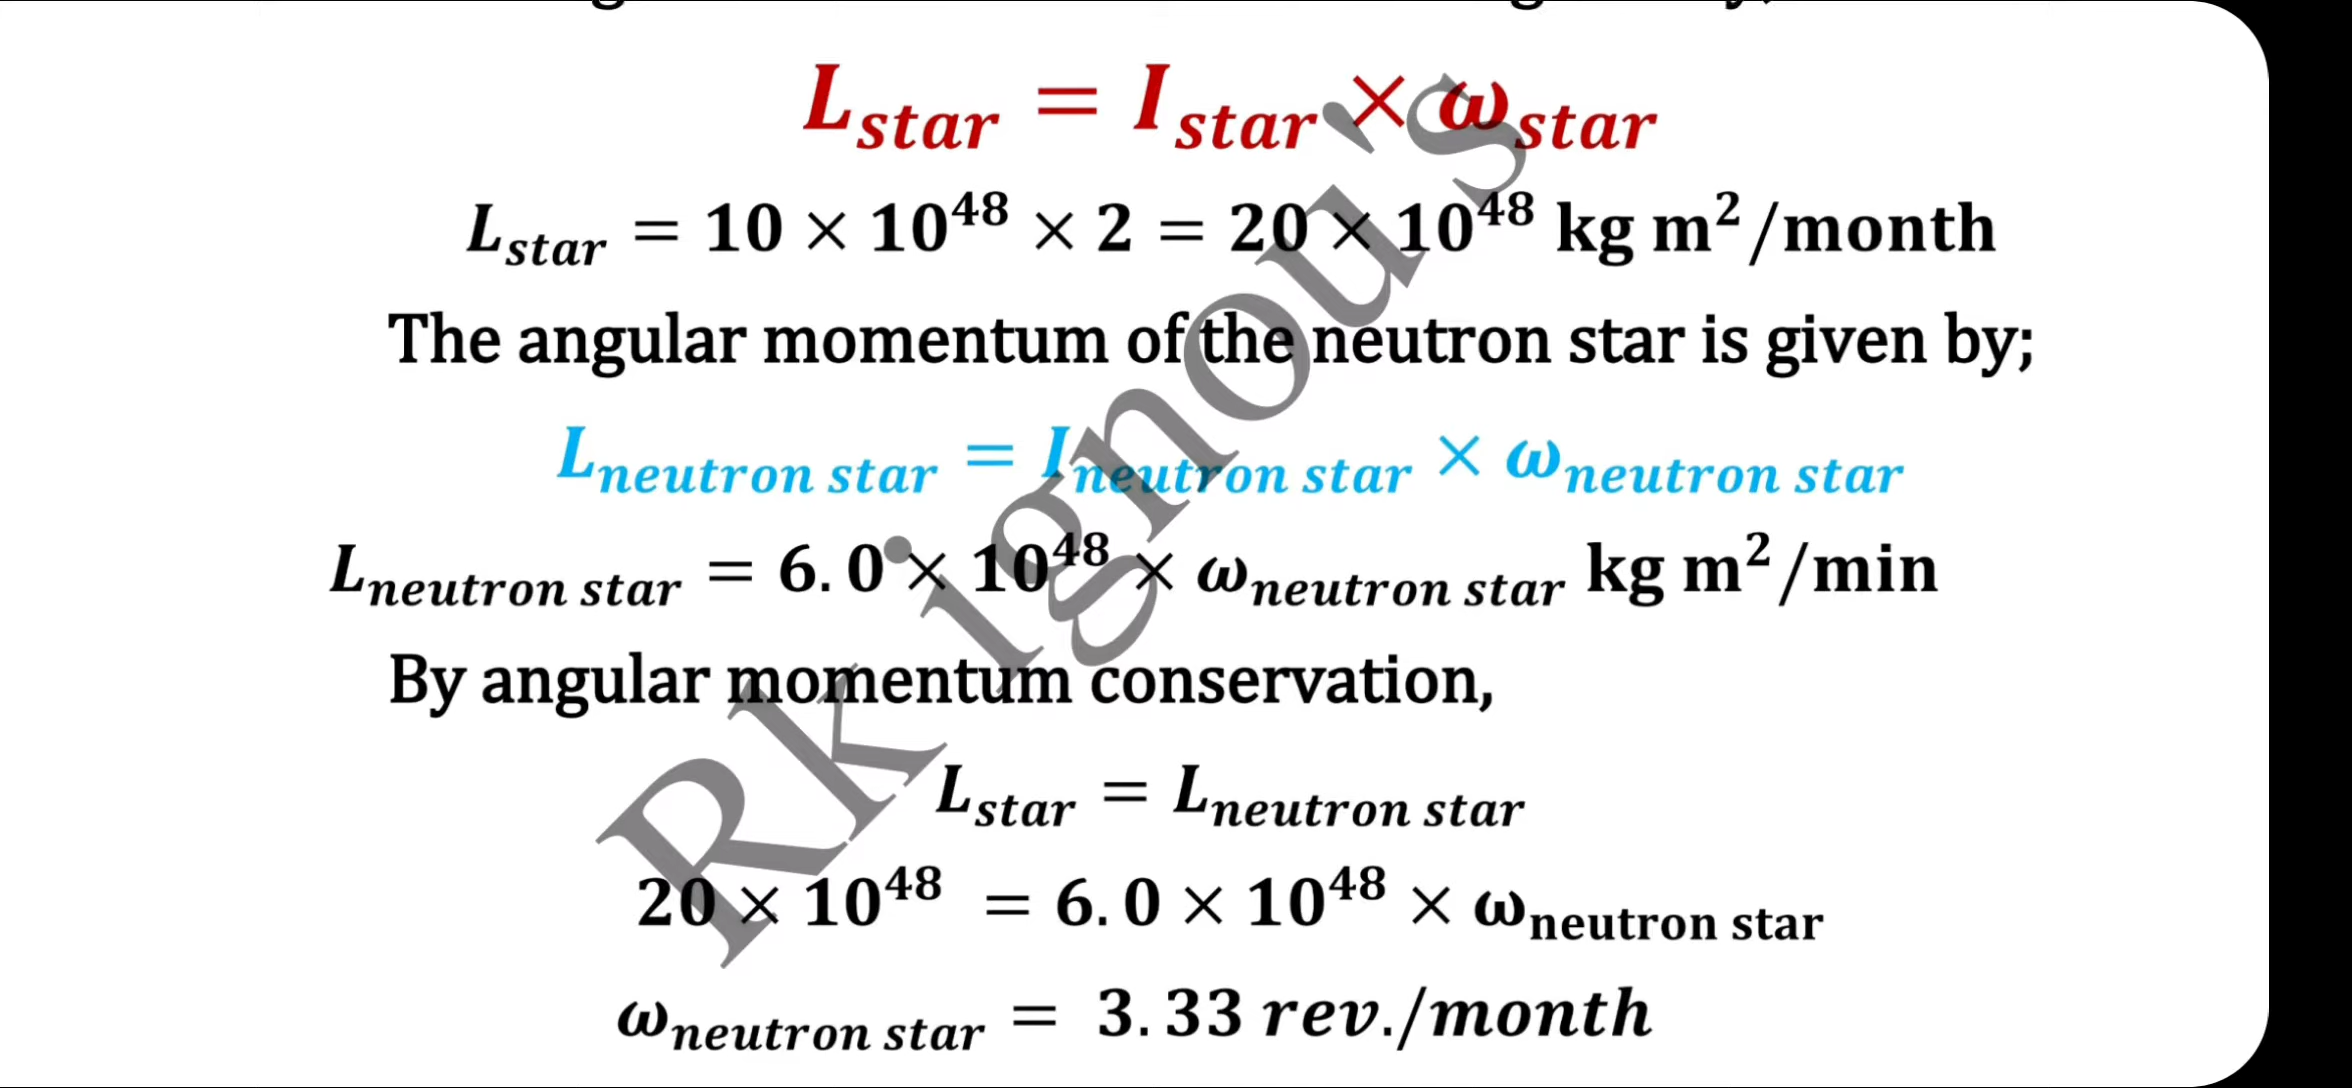 L_star = I_star × ω_star
L_star = 10 × 10^48 × 2 = 20 × 10^48 kg m^2/month
The angular momentum of the neutron star is given by;
L_neutron star = I_neutron star × ω_neutron star
L_neutron star = 6.0 × 10^48 × ω_neutron star kg m^2/min
By angular momentum conservation,
L_star = L_neutron star
20 × 10^48 = 6.0 × 10^48 × ω_neutron star
ω_neutron star = 3.33 rev./month
Rk ignou's